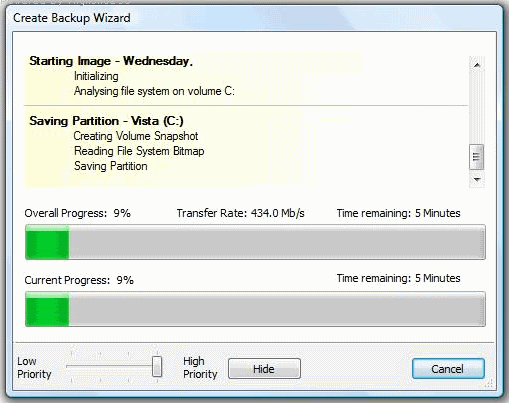 Create Backup Wizard
Starting Image - Wednesday,
Initializing
Analysing file system on volume C:
Saving Partition - Vista (C:)
Creating Volume Snapshot
Reading File System Bitmap
Saving Partition
Overall Progress: 9% Transfer Rate: 434.0 Mb/s Time remaining: 5 Minutes
Current Progress: 9% Time remaining: 5 Minutes
Low Priority High Priority Hide Cancel